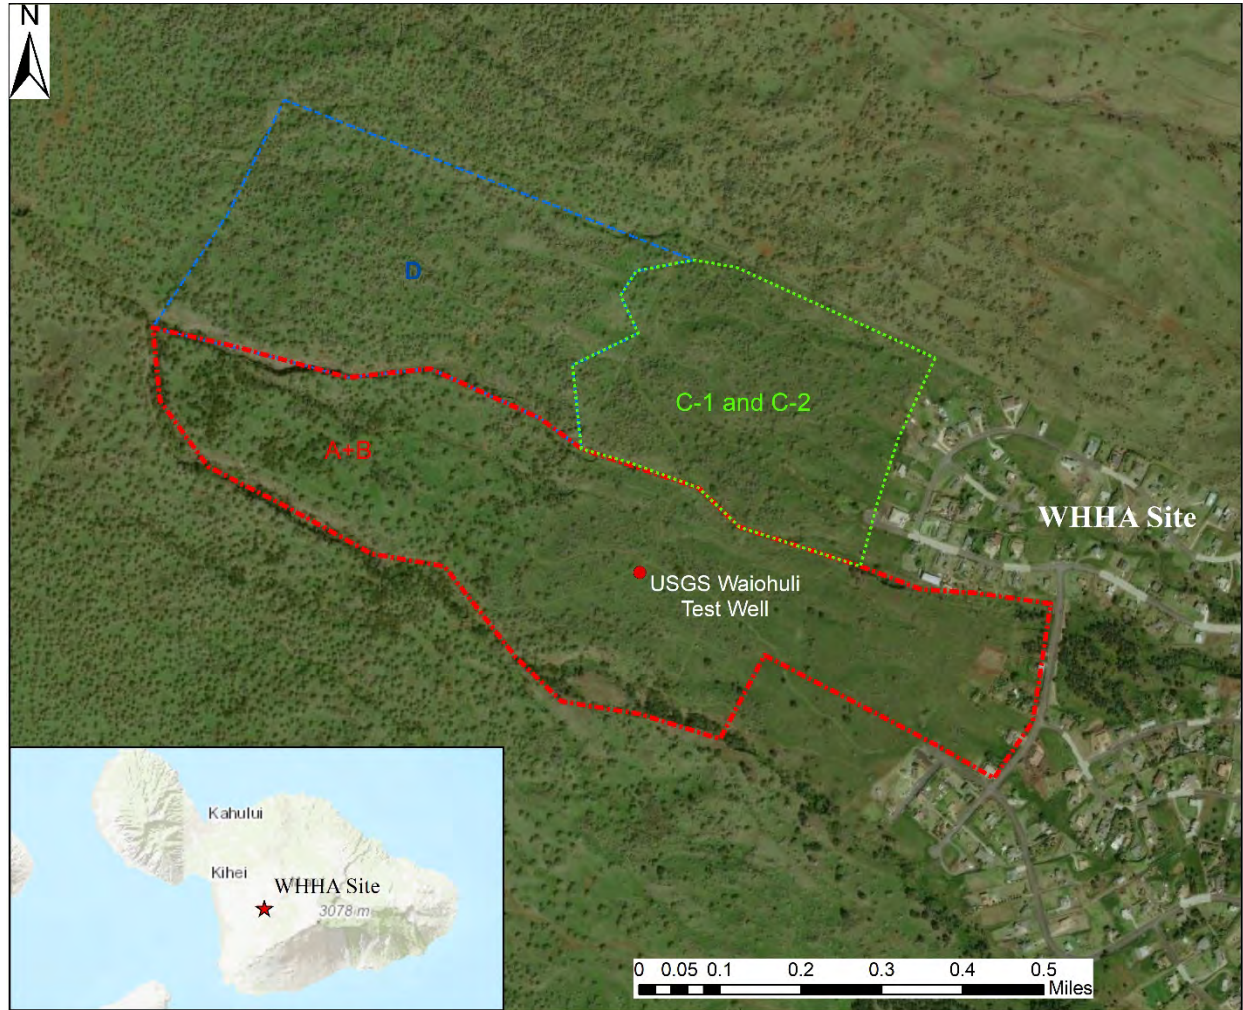 N
D
C-1 and C-2
A+B
WHHA Site
USGS Waiohuli
Test Well
Kahului
Kihei
WHHA Site
3078 m
0 0.05 0.1 0.2 0.3 0.4 0.5
Miles